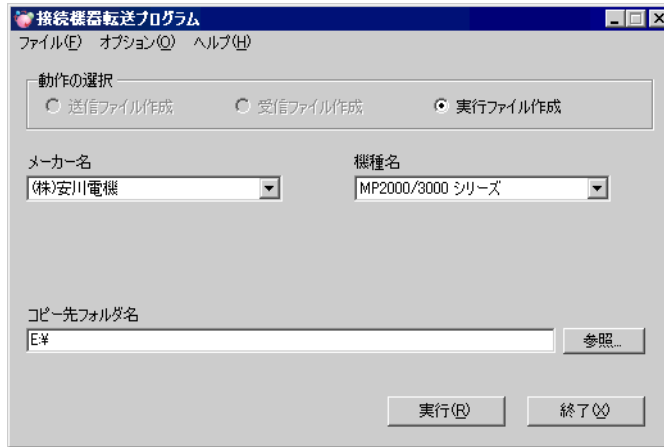 接続機器転送プログラム
ファイル(F) オプション(O) ヘルプ(H)
動作の選択
送信ファイル作成 受信ファイル作成 実行ファイル作成
メーカー名 機種名
(株)安川電機 MP2000/3000 シリーズ
コピー先フォルダ名
E:¥ 参照...
実行(R) 終了(X)